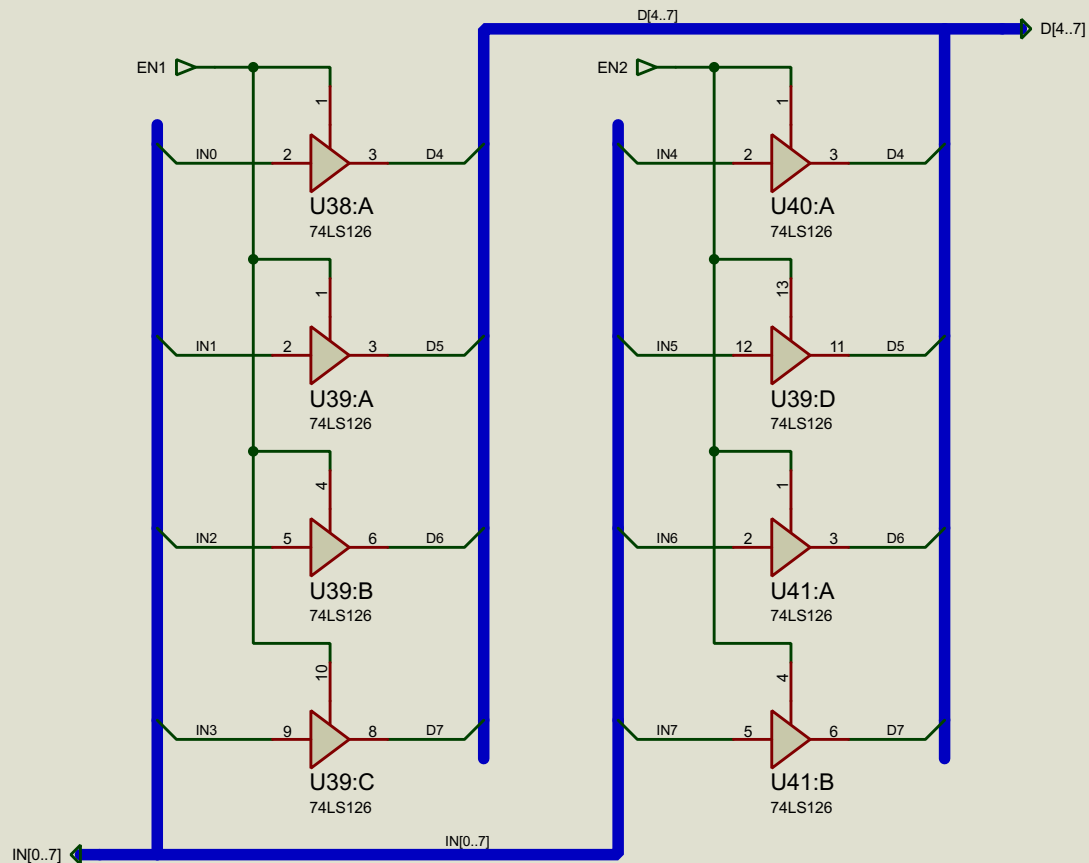 D[4..7]
D[4..7]
EN1
EN2
1
1
IN0
2
3
D4
IN4
2
3
D4
U38:A
74LS126
U40:A
74LS126
1
13
IN1
2
3
D5
IN5
12
11
D5
U39:A
74LS126
U39:D
74LS126
4
1
IN2
5
6
D6
IN6
2
3
D6
U39:B
74LS126
U41:A
74LS126
10
4
IN3
9
8
D7
IN7
5
6
D7
U39:C
74LS126
U41:B
74LS126
IN[0..7]
IN[0..7]